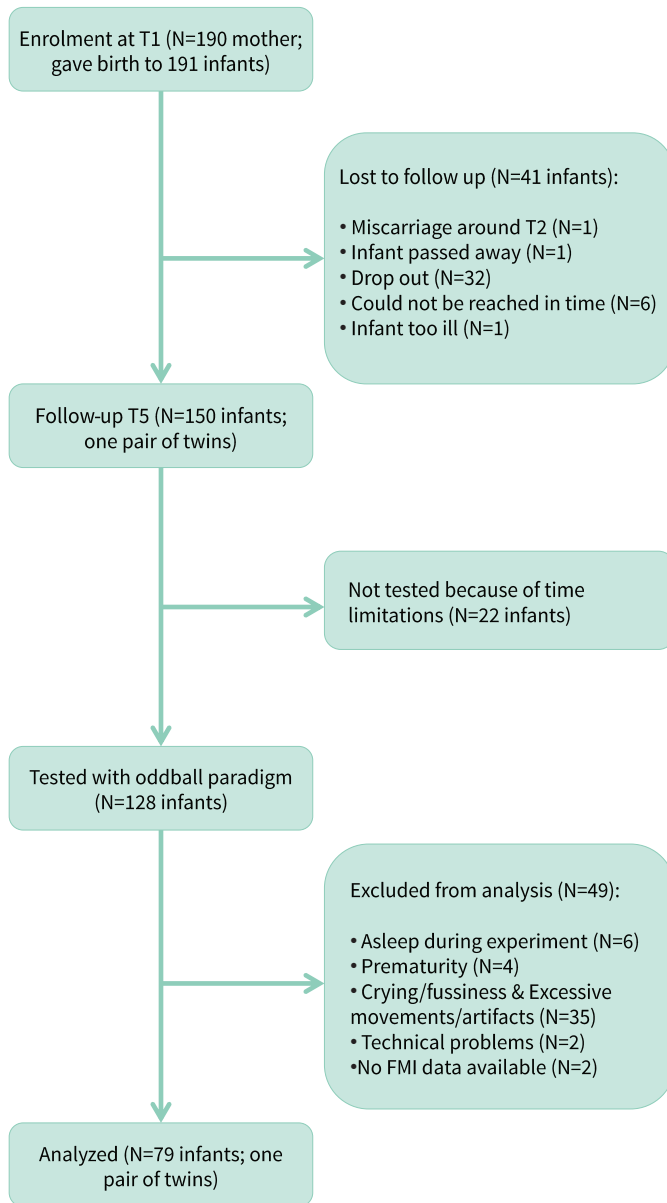 Enrolment at T1 (N=190 mother;
gave birth to 191 infants)
Lost to follow up (N=41 infants):
• Miscarriage around T2 (N=1)
• Infant passed away (N=1)
• Drop out (N=32)
• Could not be reached in time (N=6)
• Infant too ill (N=1)
Follow-up T5 (N=150 infants;
one pair of twins)
Not tested because of time
limitations (N=22 infants)
Tested with oddball paradigm
(N=128 infants)
Excluded from analysis (N=49):
• Asleep during experiment (N=6)
• Prematurity (N=4)
• Crying/fussiness & Excessive
movements/artifacts (N=35)
• Technical problems (N=2)
•No FMI data available (N=2)
Analyzed (N=79 infants; one
pair of twins)